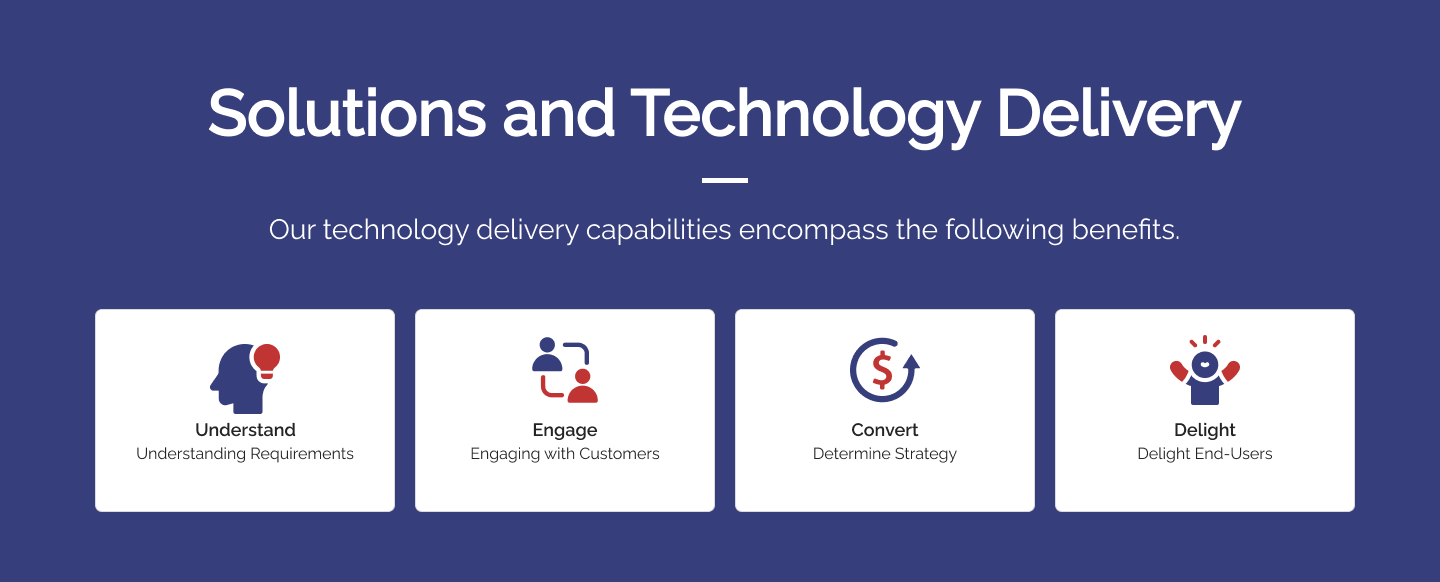 Solutions and Technology Delivery
Our technology delivery capabilities encompass the following benefits.
$
Understand
Understanding Requirements
Engage
Engaging with Customers
Convert
Determine Strategy
Delight
Delight End-Users